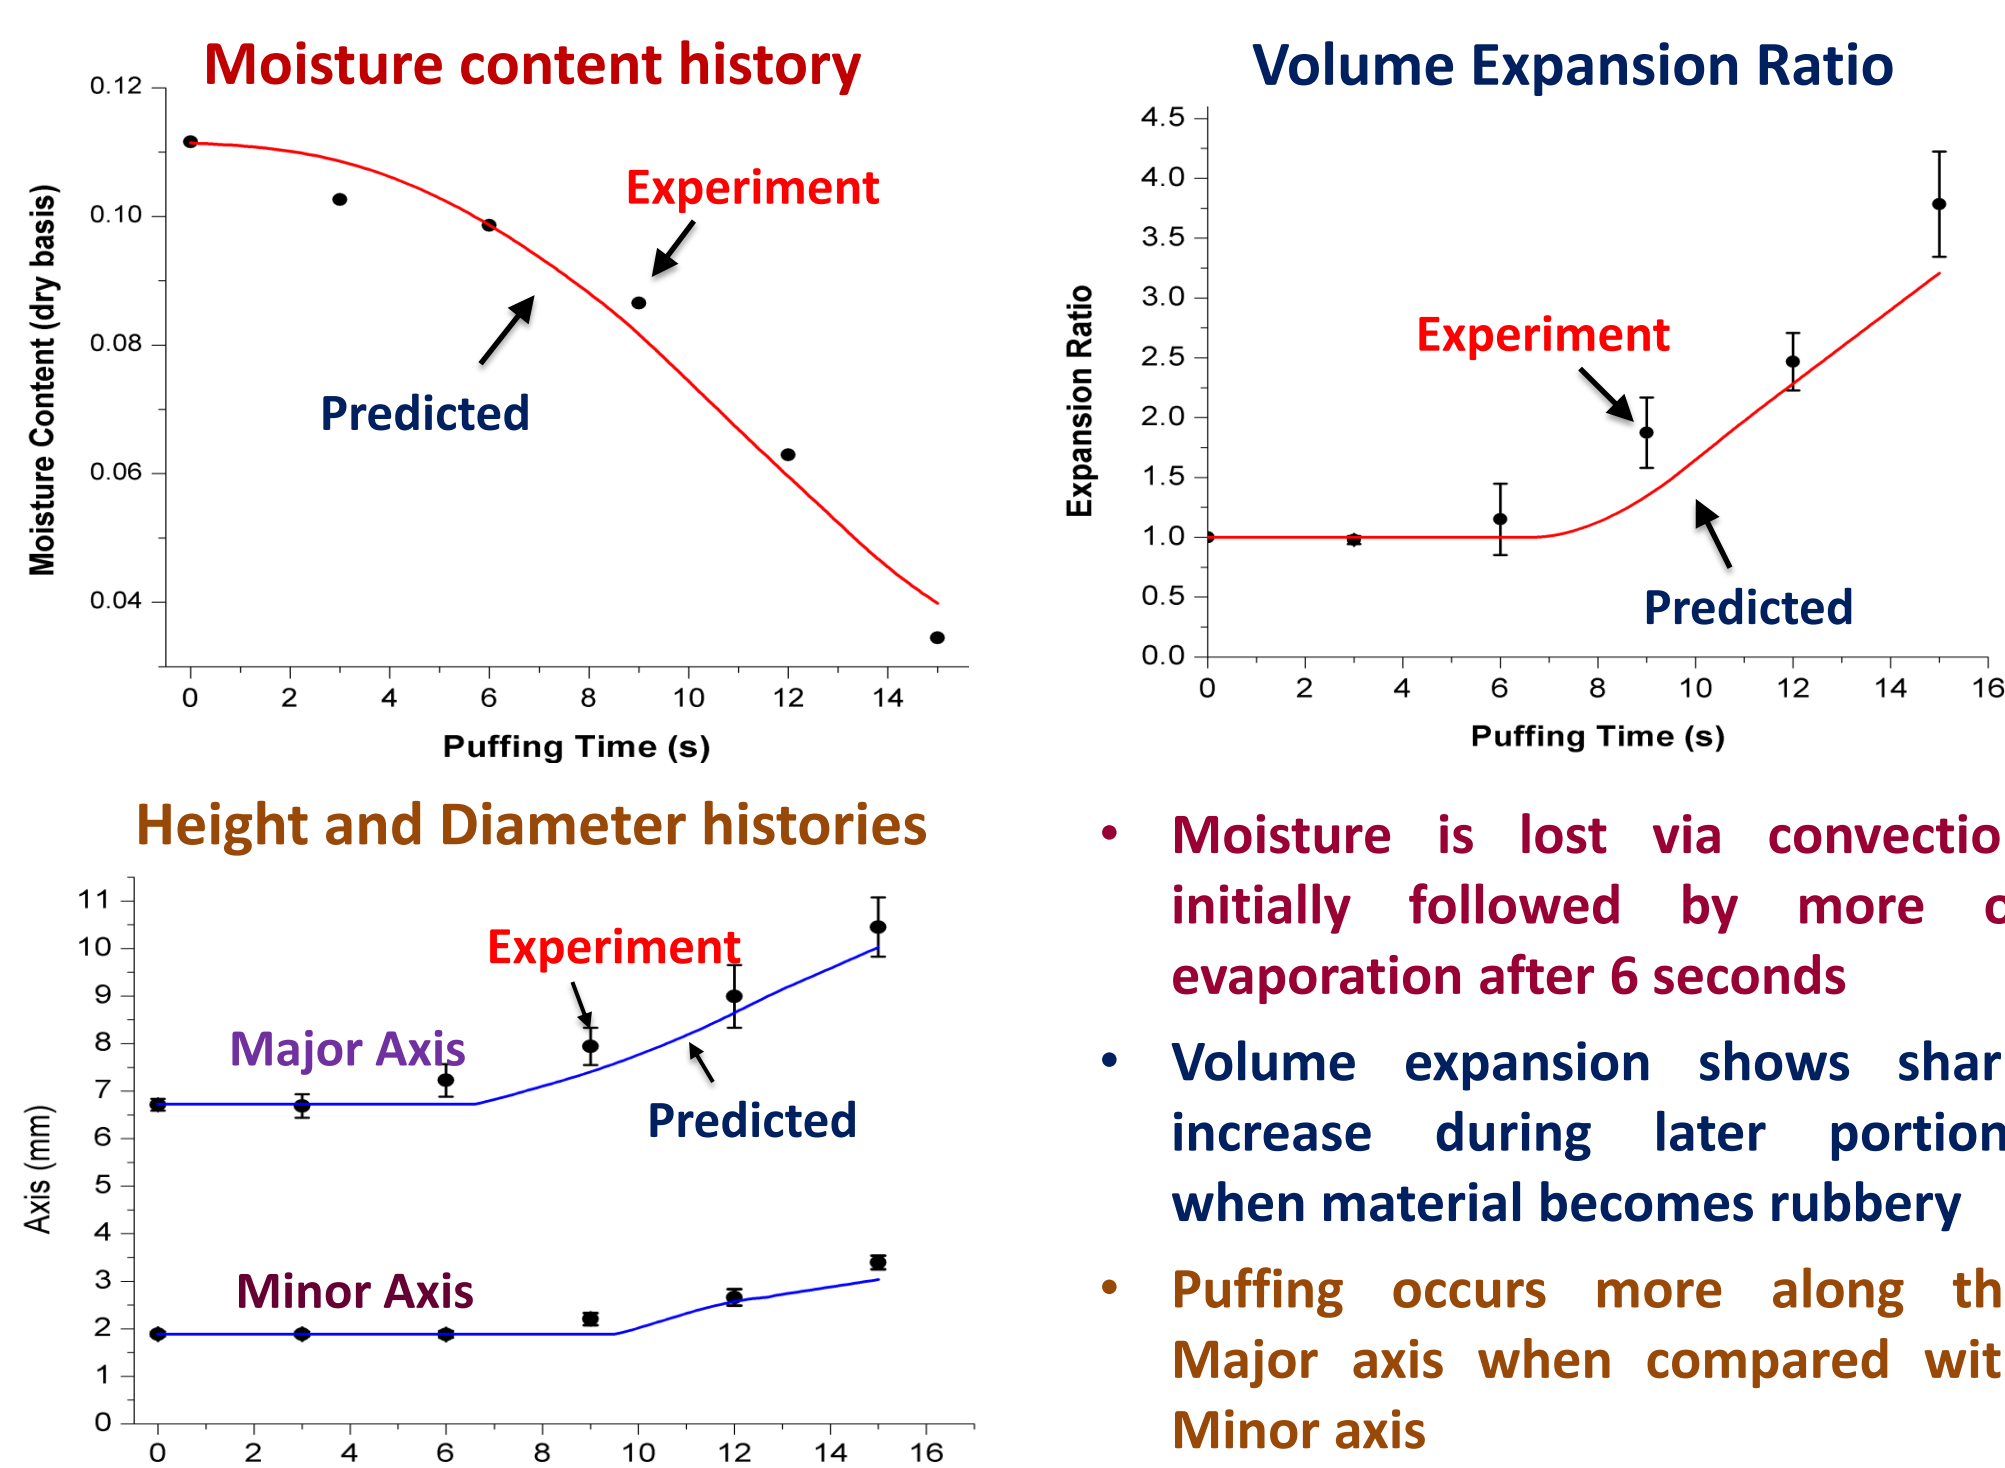 Moisture content history
0.12
0.10
0.08
0.06
0.04
Moisture Content (dry basis)
Experiment
Predicted
0 2 4 6 8 10 12 14
Puffing Time (s)
Volume Expansion Ratio
4.5
4.0
3.5
3.0
2.5
2.0
1.5
1.0
0.5
0.0
Expansion Ratio
Experiment
Predicted
0 2 4 6 8 10 12 14 16
Puffing Time (s)
Height and Diameter histories
11
10
9
8
7
6
5
4
3
2
1
0
Axis (mm)
Experiment
Major Axis
Predicted
Minor Axis
0 2 4 6 8 10 12 14 16
• Moisture is lost via convectio
initially followed by more o
evaporation after 6 seconds
• Volume expansion shows shar
increase during later portion
when material becomes rubbery
• Puffing occurs more along th
Major axis when compared wit
Minor axis